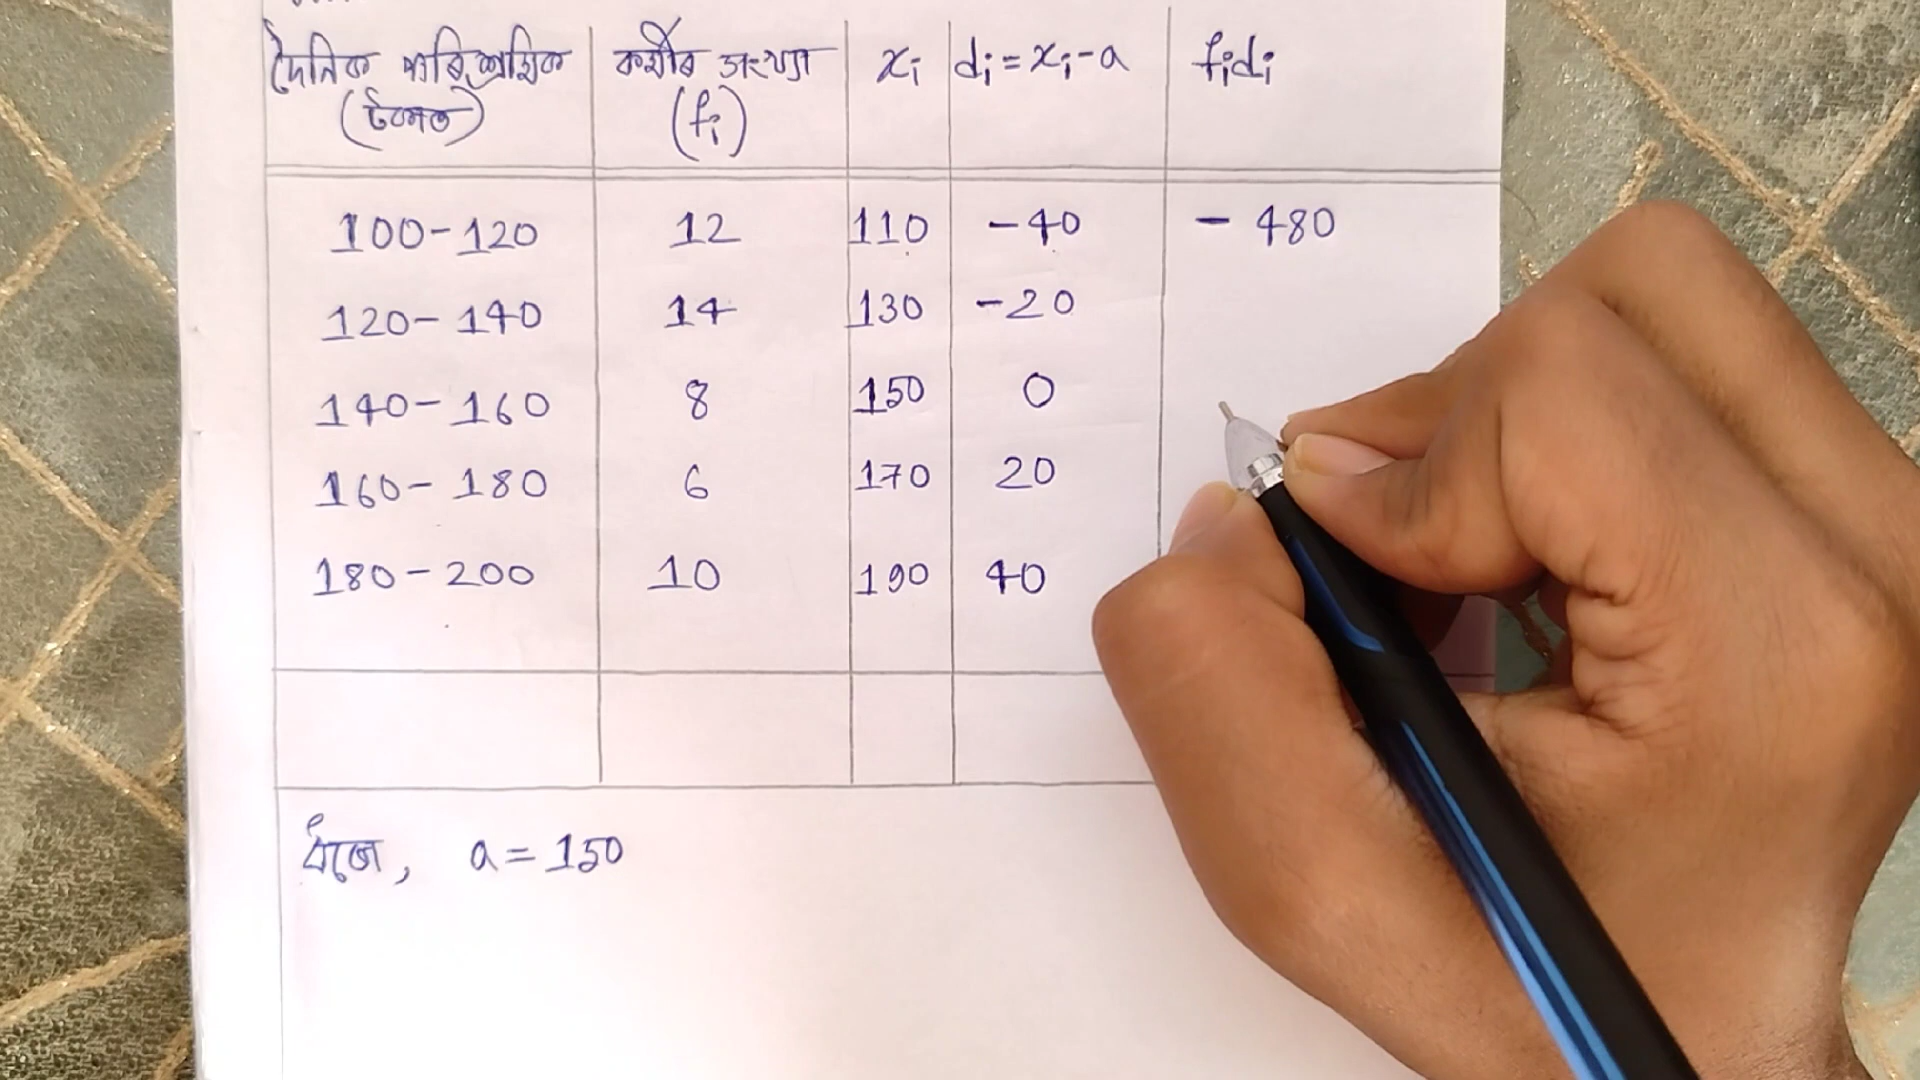 দৈনিক পাৰিশ্ৰমিক (টকাত) কৰ্মীৰ সংখ্যা (fi) xi di = xi - a fidi
100 - 120 12 110 - 40 - 480
120 - 140 14 130 - 20
140 - 160 8 150 0
160 - 180 6 170 20
180 - 200 10 190 40
ধৰো, a = 150